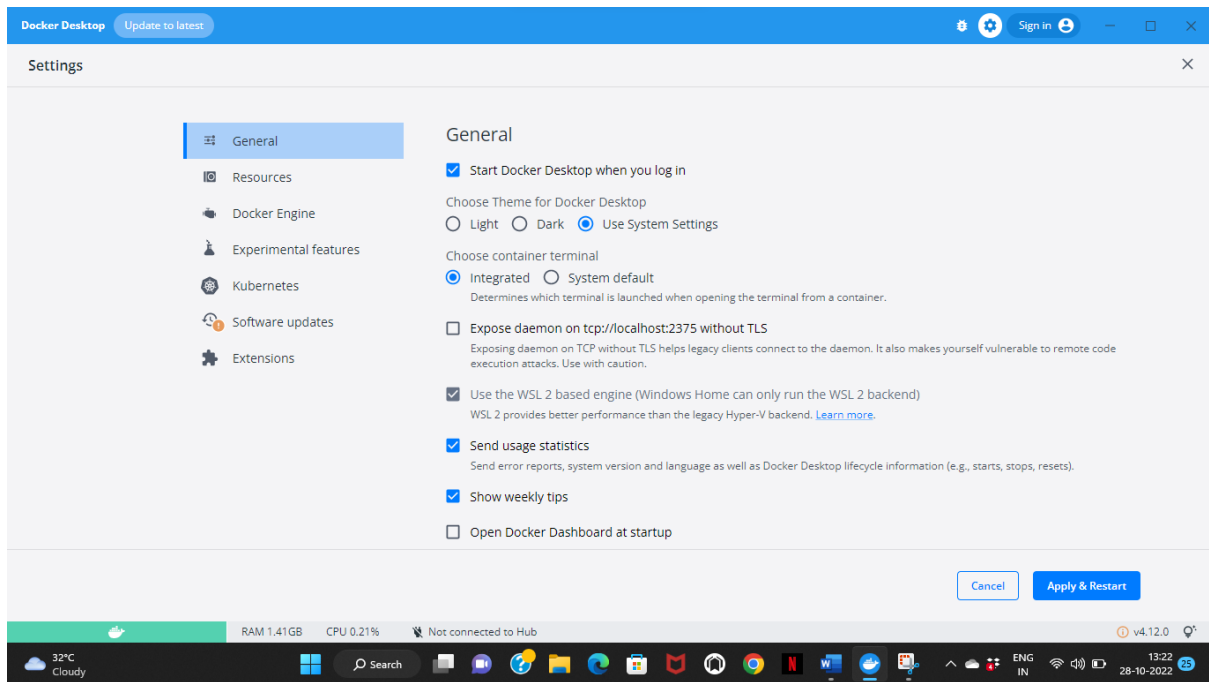 Docker Desktop Update to latest Sign in
Settings
General
Resources
Docker Engine
Experimental features
Kubernetes
Software updates
Extensions
General
Start Docker Desktop when you log in
Choose Theme for Docker Desktop
Light Dark Use System Settings
Choose container terminal
Integrated System default
Determines which terminal is launched when opening the terminal from a container.
Expose daemon on tcp://localhost:2375 without TLS
Exposing daemon on TCP without TLS helps legacy clients connect to the daemon. It also makes yourself vulnerable to remote code
execution attacks. Use with caution.
Use the WSL 2 based engine (Windows Home can only run the WSL 2 backend)
WSL 2 provides better performance than the legacy Hyper-V backend. Learn more.
Send usage statistics
Send error reports, system version and language as well as Docker Desktop lifecycle information (e.g., starts, stops, resets).
Show weekly tips
Open Docker Dashboard at startup
Cancel Apply & Restart
RAM 1.41GB CPU 0.21% Not connected to Hub v4.12.0
32°C
Cloudy
Search
ENG
IN
13:22
28-10-2022
25